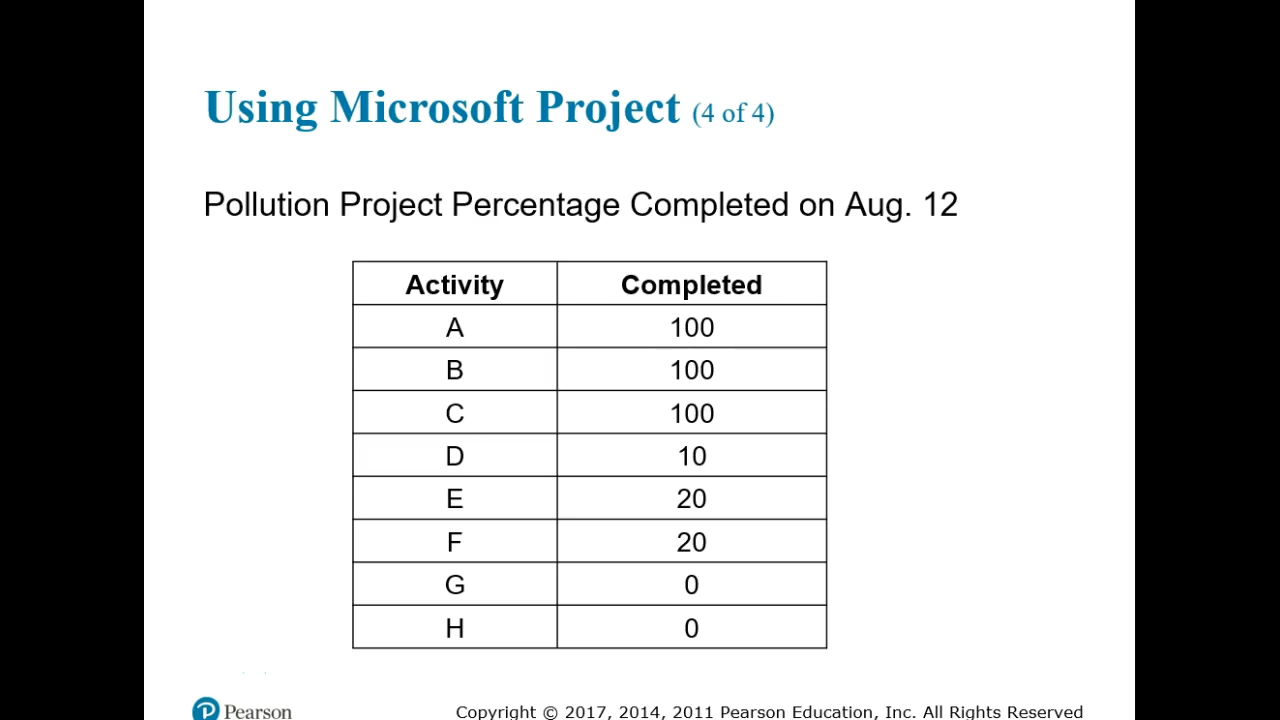 Using Microsoft Project (4 of 4)
Pollution Project Percentage Completed on Aug. 12
Activity Completed
A 100
B 100
C 100
D 10
E 20
F 20
G 0
H 0
P Pearson
Copyright © 2017, 2014, 2011 Pearson Education, Inc. All Rights Reserved